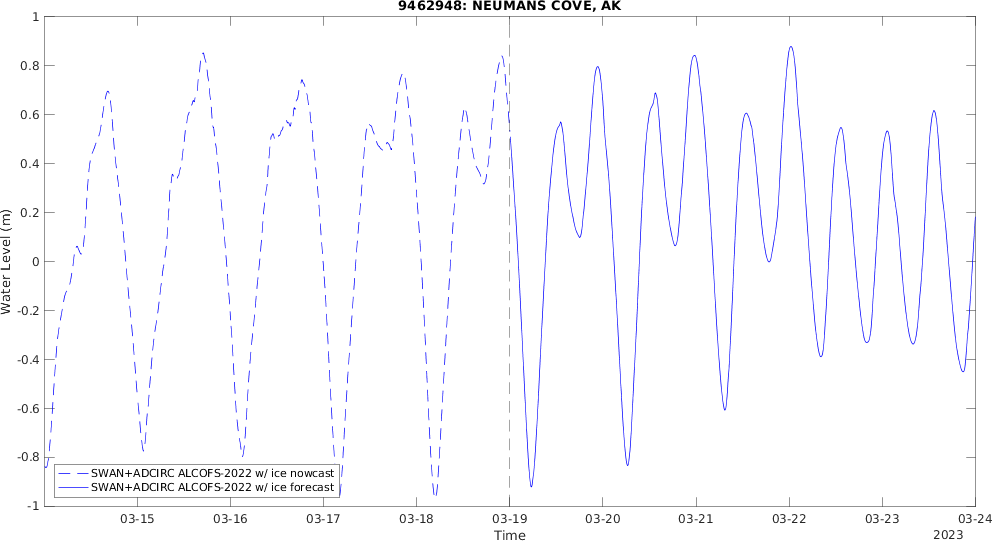 9462948: NEUMANS COVE, AK
1
0.8
0.6
0.4
0.2
0
-0.2
-0.4
-0.6
-0.8
-1
Water Level (m)
SWAN+ADCIRC ALCOFS-2022 w/ ice nowcast
SWAN+ADCIRC ALCOFS-2022 w/ ice forecast
03-15 03-16 03-17 03-18 03-19 03-20 03-21 03-22 03-23 03-24
Time
2023